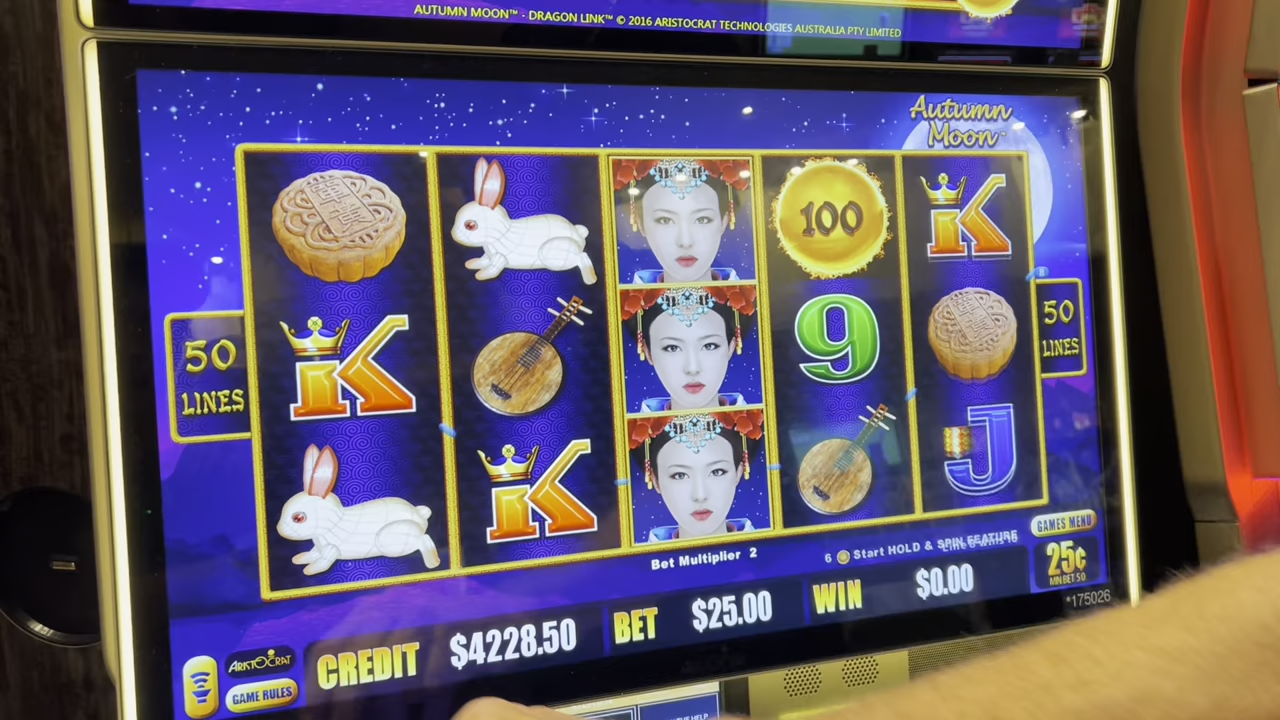 AUTUMN MOON™ - DRAGON LINK™ © 2016 ARISTOCRAT TECHNOLOGIES AUSTRALIA PTY LIMITED
Autumn
Moon™
100
K
50
LINES
K
9
50
LINES
K
J
GAMES MENU
Bet Multiplier 2
6 Start HOLD & SPIN FEATURE
25¢
MIN BET 50
*175026
ARISTOCRAT
GAME RULES
CREDIT $4228.50 BET $25.00 WIN $0.00